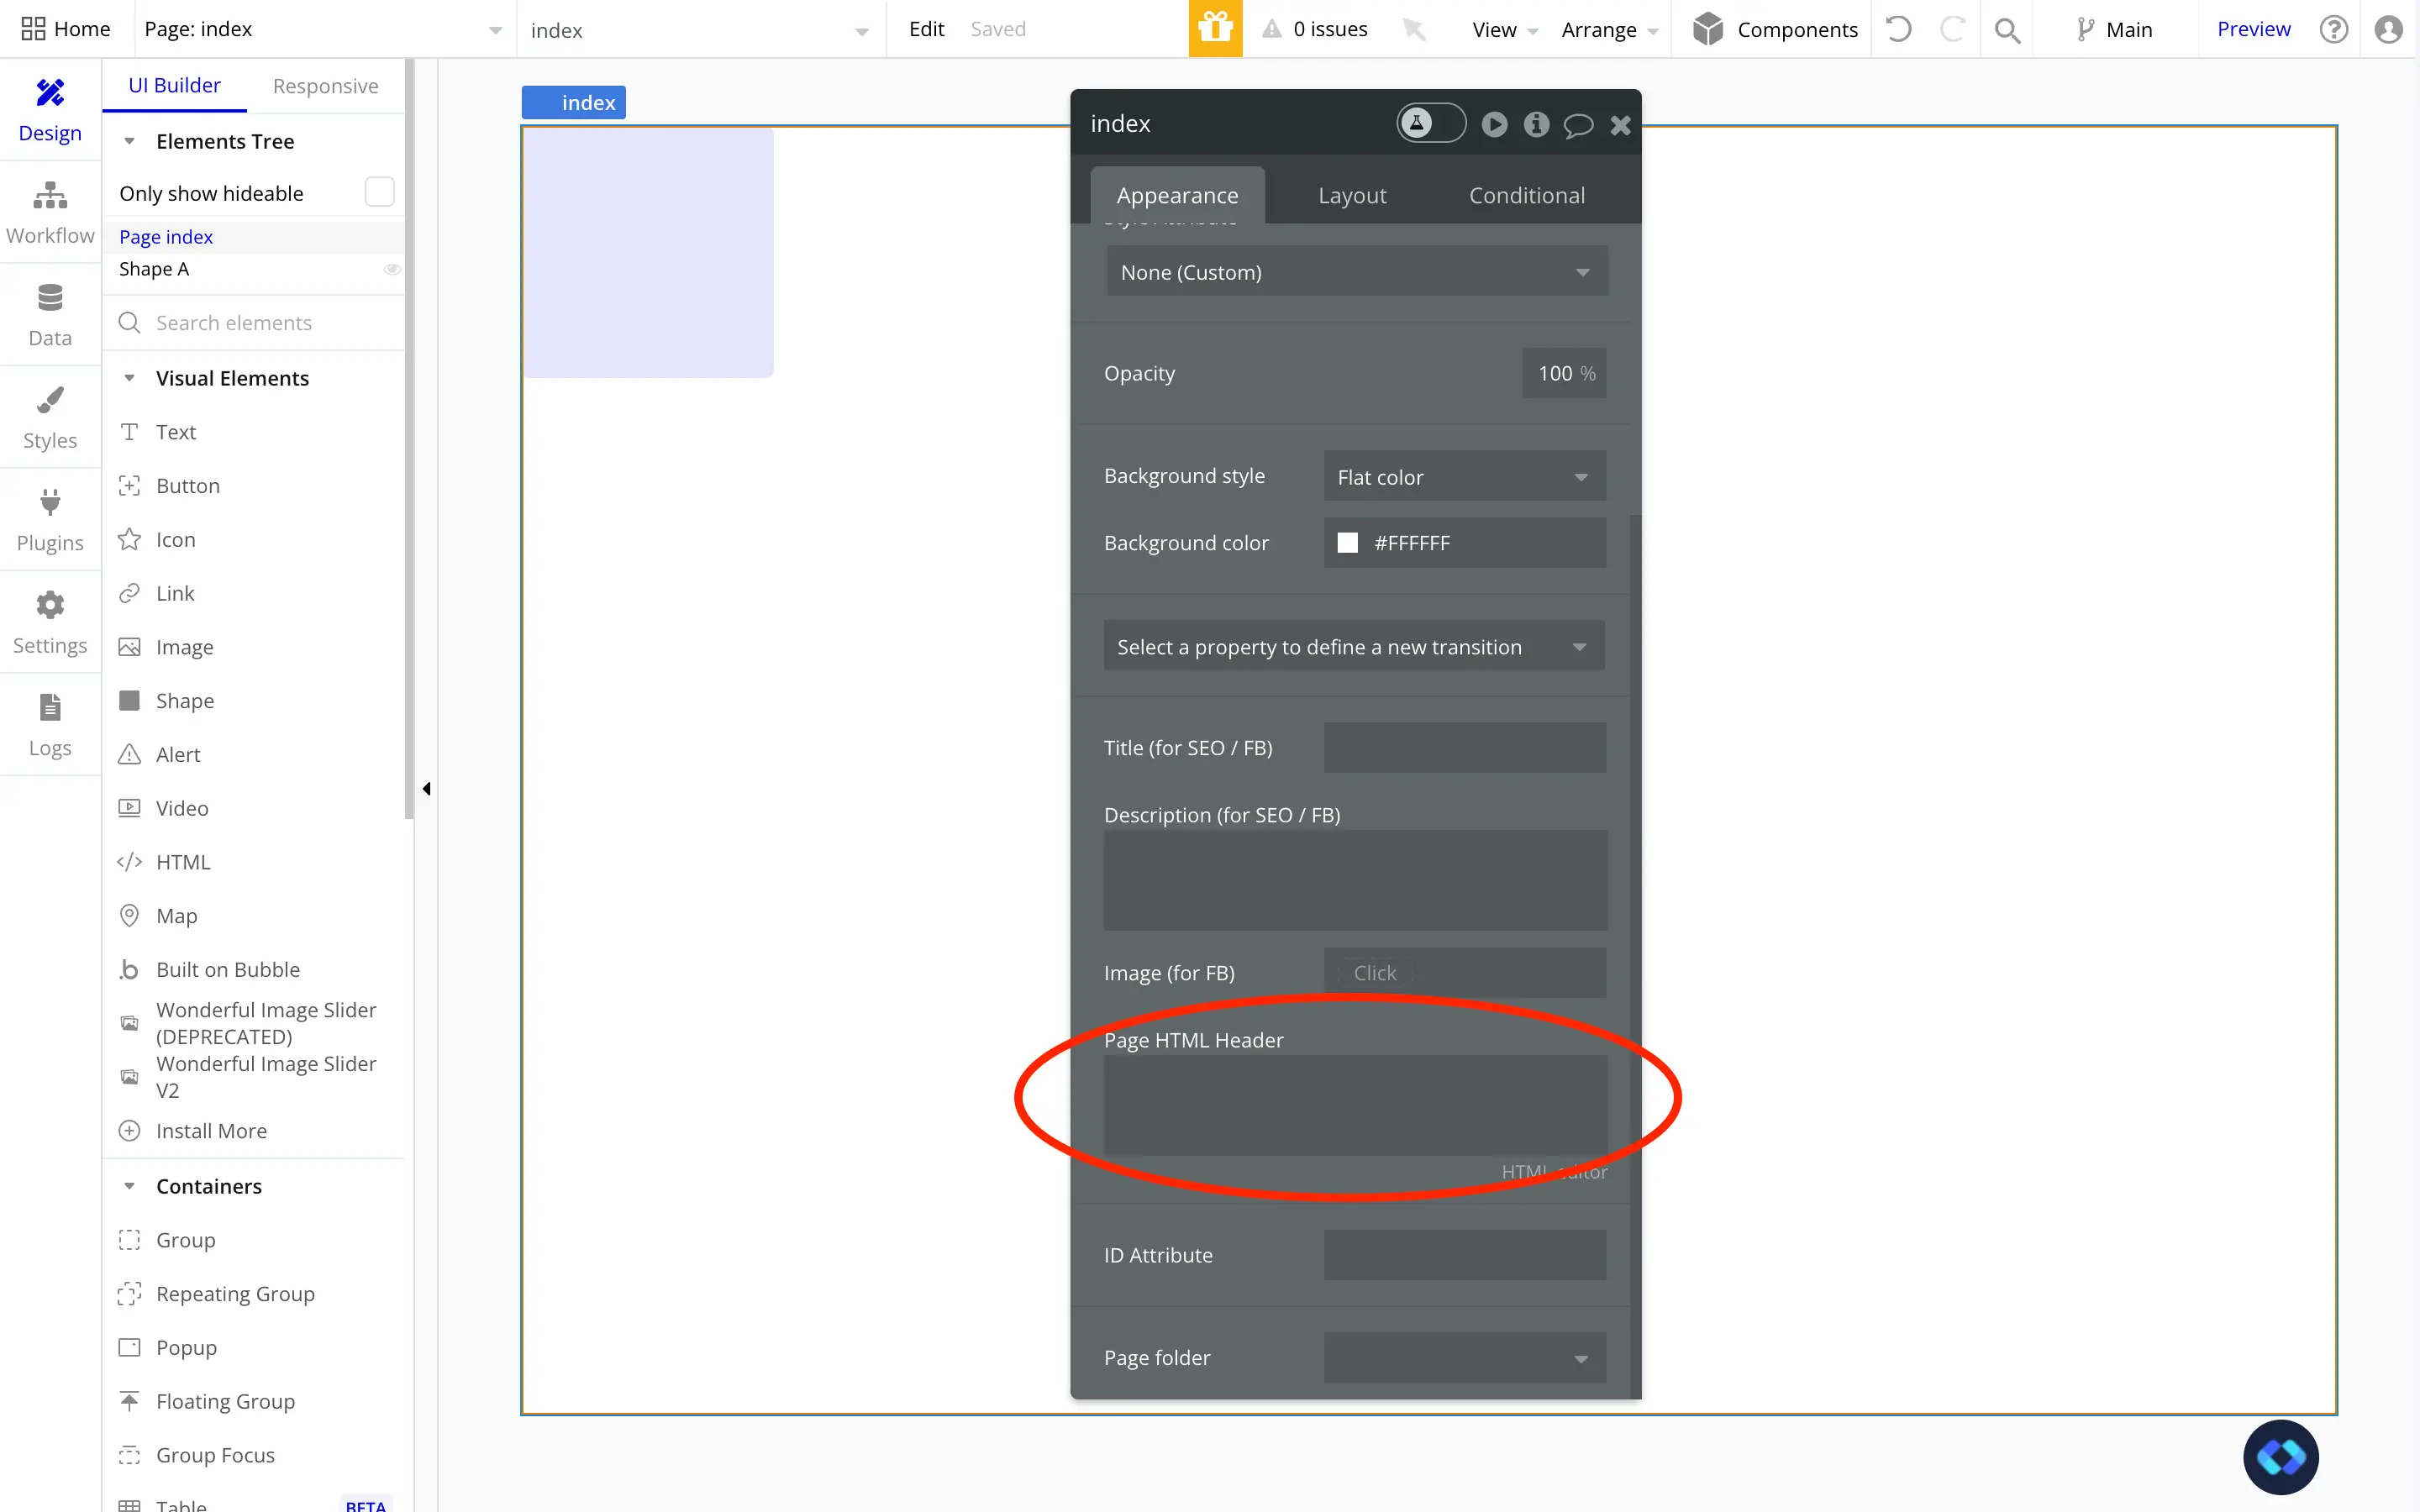 Home
Page: index
index
Edit
Saved
0 issues
View
Arrange
Components
Main
Preview
Design
Workflow
Data
Styles
Plugins
Settings
Logs
UI Builder
Responsive
Elements Tree
Only show hideable
Page index
Shape A
Search elements
Visual Elements
Text
Button
Icon
Link
Image
Shape
Alert
Video
HTML
Map
Built on Bubble
Wonderful Image Slider
(DEPRECATED)
Wonderful Image Slider
V2
Install More
Containers
Group
Repeating Group
Popup
Floating Group
Group Focus
Table
BETA
index
index
Appearance
Layout
Conditional
Style Attribute
None (Custom)
Opacity
100 %
Background style
Flat color
Background color
#FFFFFF
Select a property to define a new transition
Title (for SEO / FB)
Description (for SEO / FB)
Image (for FB)
Click
Page HTML Header
HTML editor
ID Attribute
Page folder